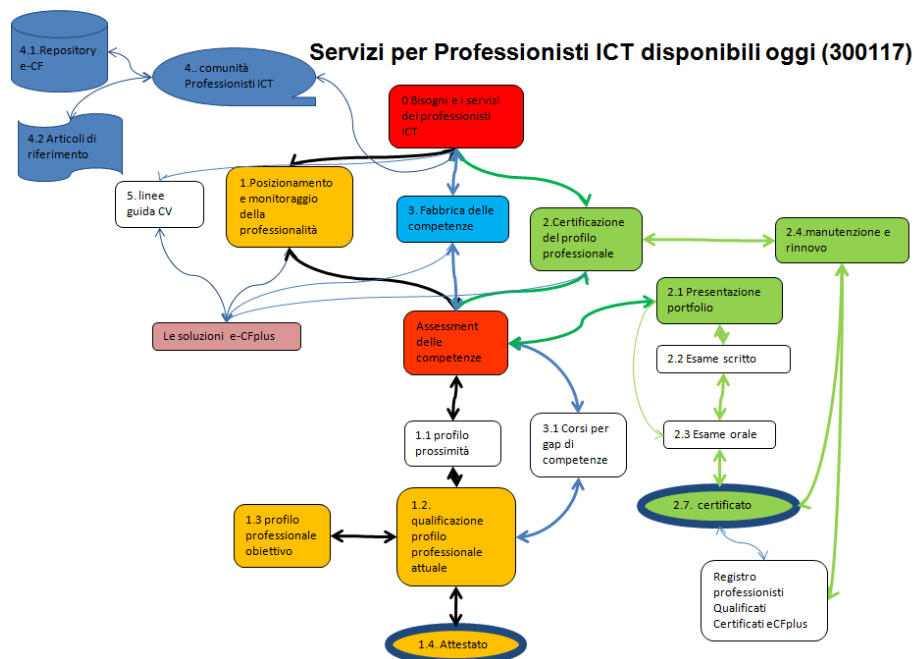 Servizi per Professionisti ICT disponibili oggi (300117)
4.1.Repository
e-CF
4.. comunità
Professionisti ICT
4.2 Articoli di
riferimento
0 Bisogni e i servizi
dei professionisti
ICT
5. linee
guida CV
1.Posizionamento
e monitoraggio
della
professionalità
3. Fabbrica delle
competenze
2.Certificazione
del profilo
professionale
2.4.manutenzione e
rinnovo
Le soluzioni e-CFplus
Assessment
delle
competenze
2.1 Presentazione
portfolio
2.2 Esame scritto
1.1 profilo
prossimità
3.1 Corsi per
gap di
competenze
2.3 Esame orale
1.3 profilo
professionale
obiettivo
1.2.
qualificazione
profilo
professionale
attuale
2.7. certificato
Registro
professionisti
Qualificati
Certificati eCFplus
1.4. Attestato